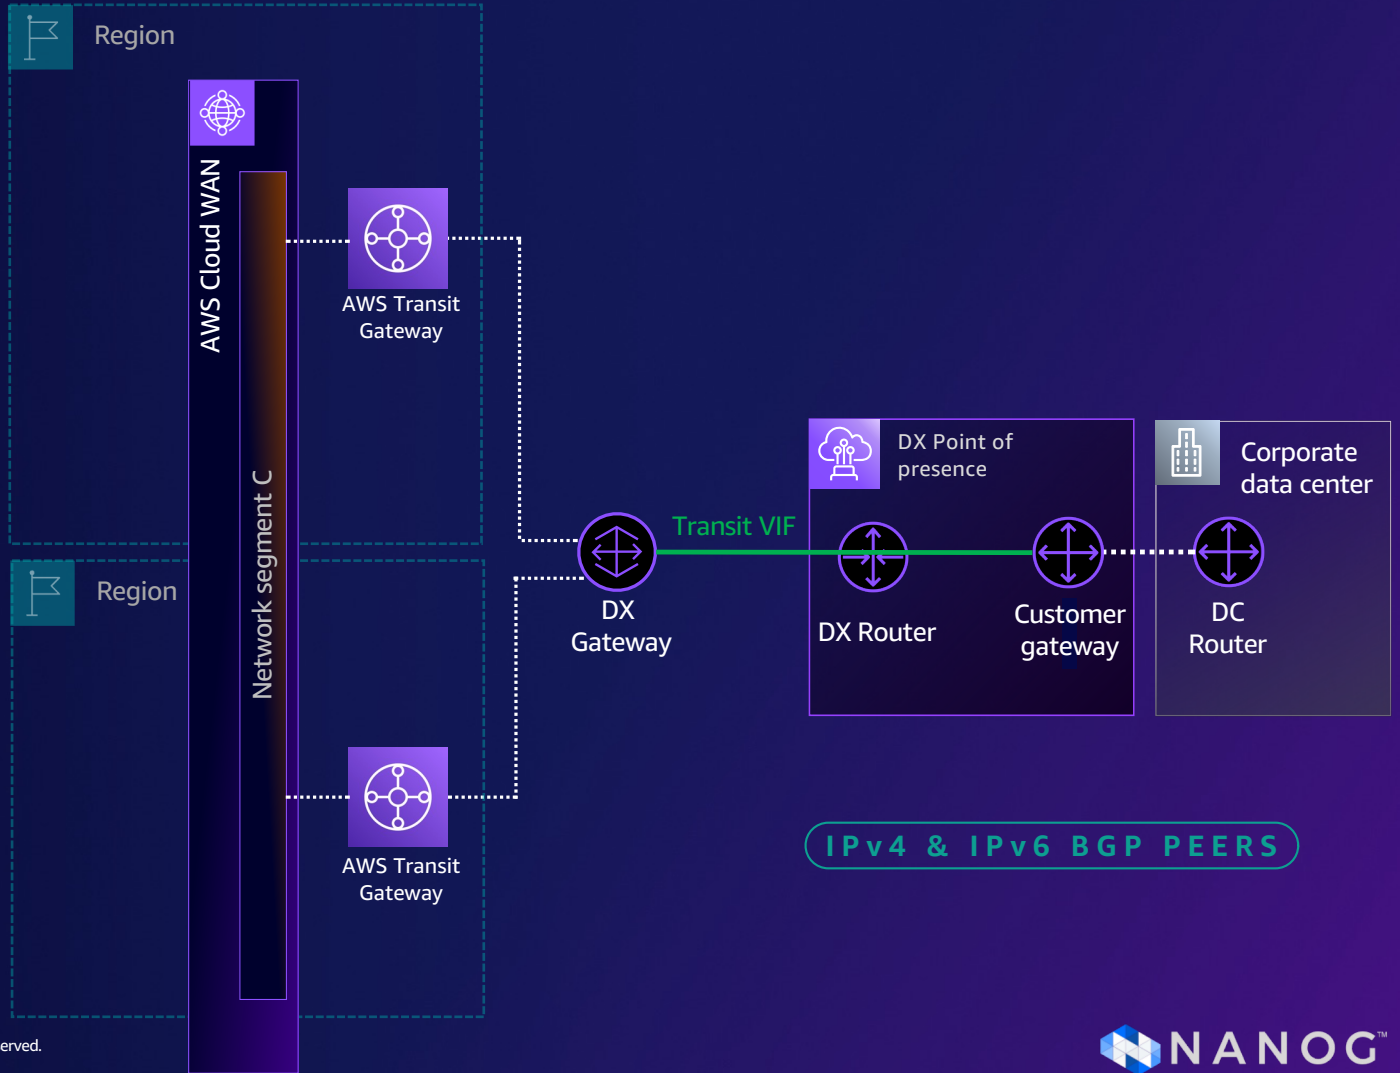 Region
AWS Cloud WAN
Network segment C
AWS Transit
Gateway
Region
AWS Transit
Gateway
DX
Gateway
Transit VIF
DX Point of
presence
DX Router
Customer
gateway
Corporate
data center
DC
Router
IPv4 & IPv6 BGP PEERS
erved.
NANOG™